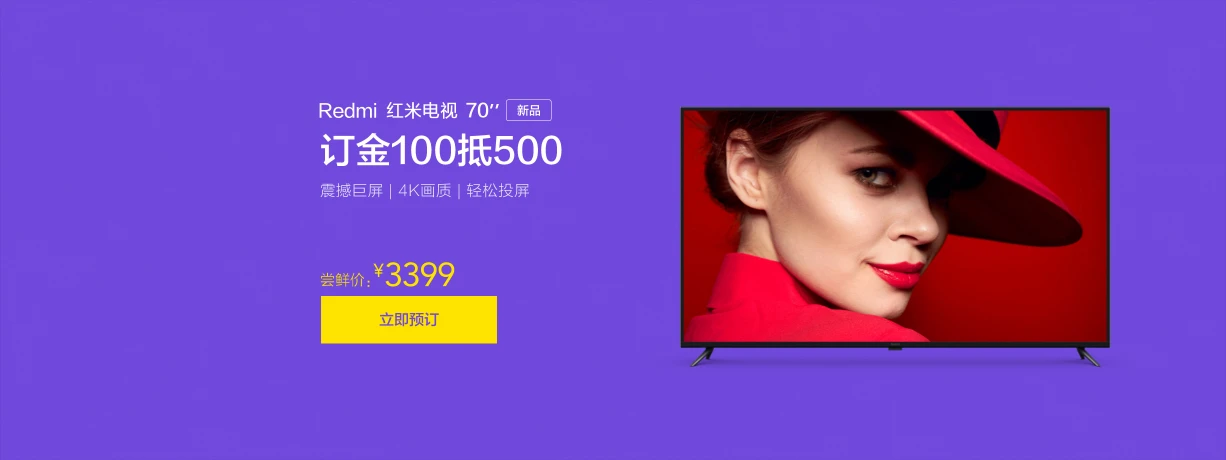 Redmi 红米电视 70′′ 新品
订金100抵500
震撼巨屏 | 4K画质 | 轻松投屏
尝鲜价：¥3399
立即预订